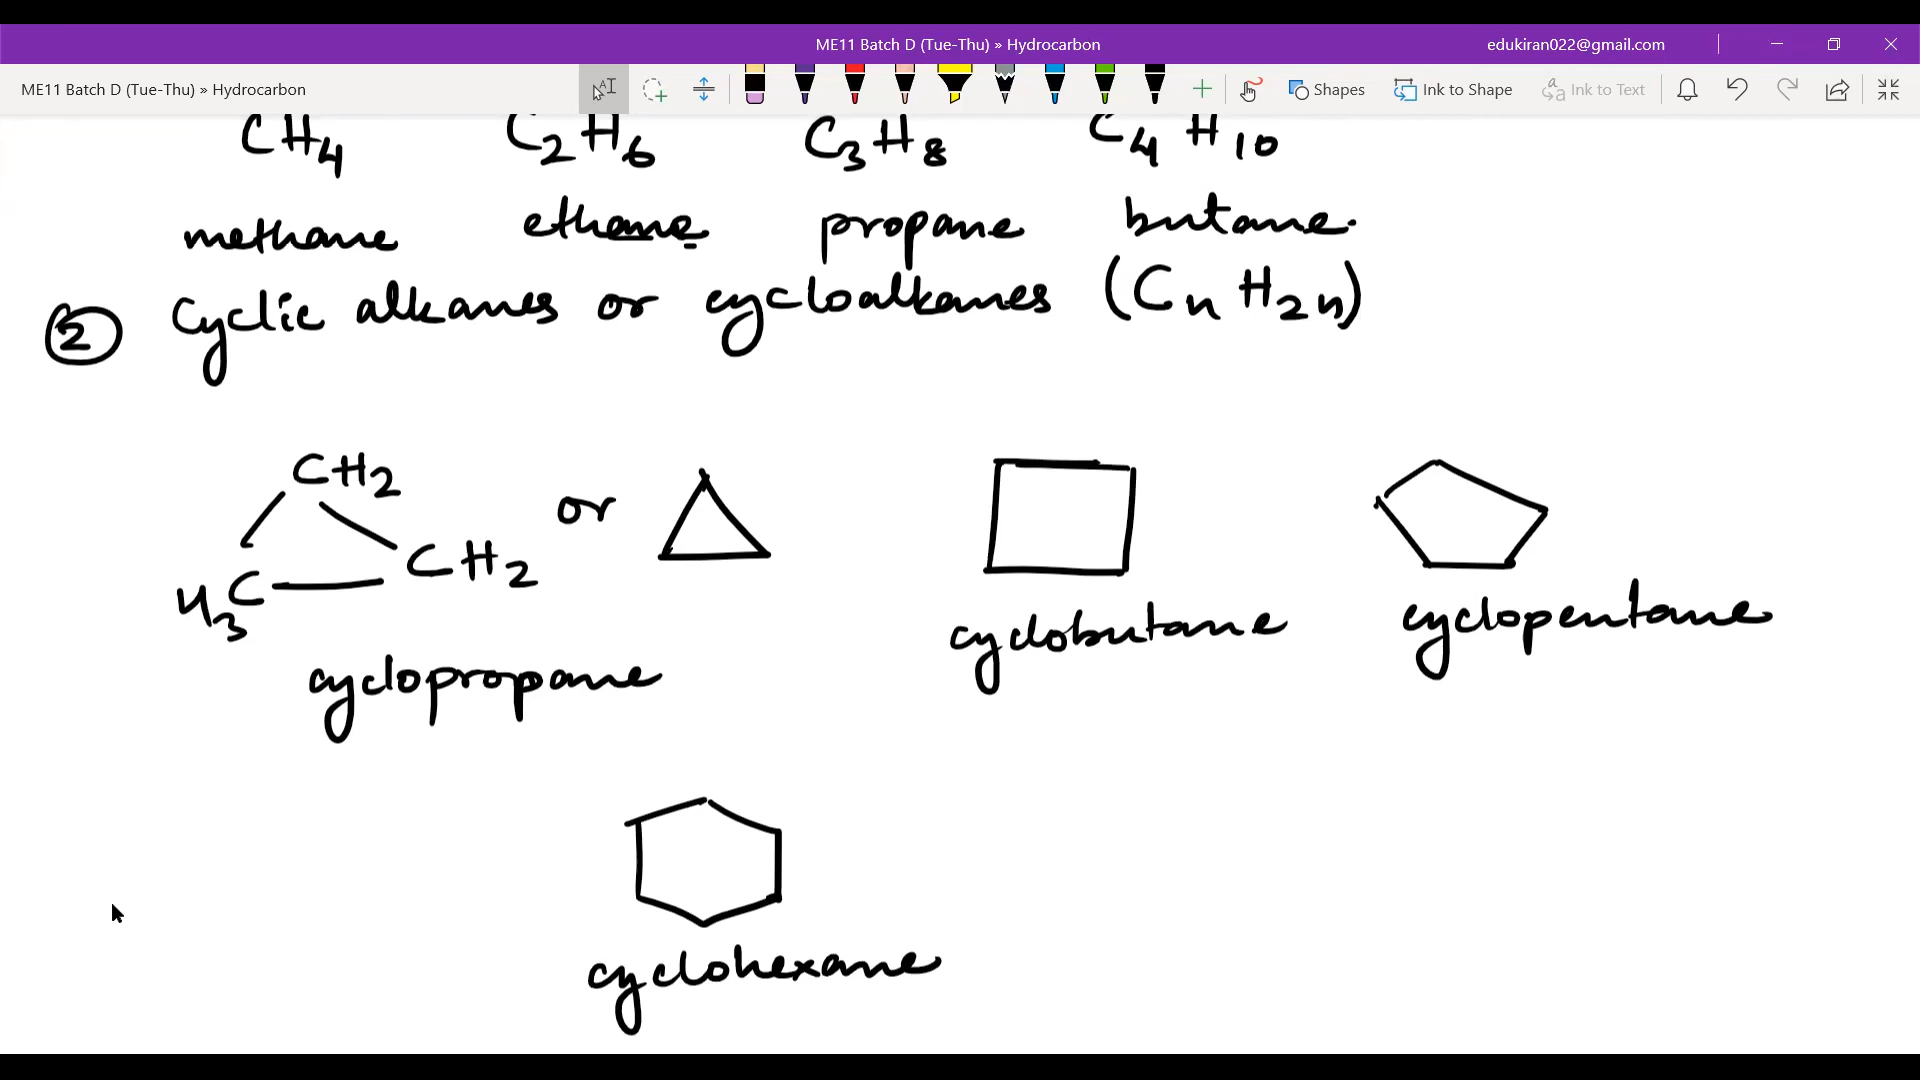 ME11 Batch D (Tue-Thu) » Hydrocarbon
edukiran022@gmail.com
ME11 Batch D (Tue-Thu) » Hydrocarbon
Shapes
Ink to Shape
Ink to Text
CH4 C2H6 C3H8 C4H10
methane ethane propane butane.
2 Cyclic alkanes or cycloalkanes (CnH2n)
CH2
or
H3C CH2
cyclopropane cyclobutane cyclopentane
cyclohexane